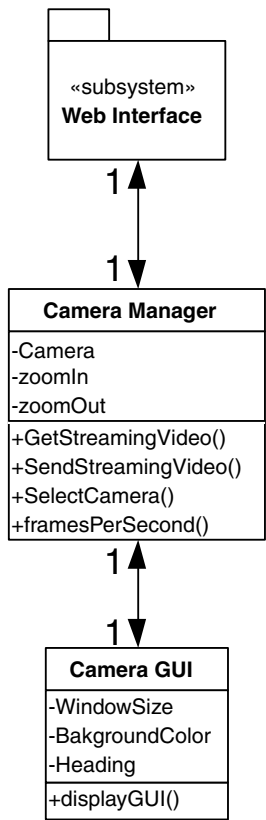 «subsystem»
Web Interface
1
1
Camera Manager
-Camera
-zoomIn
-zoomOut
+GetStreamingVideo()
+SendStreamingVideo()
+SelectCamera()
+framesPerSecond()
1
1
Camera GUI
-WindowSize
-BakgroundColor
-Heading
+displayGUI()